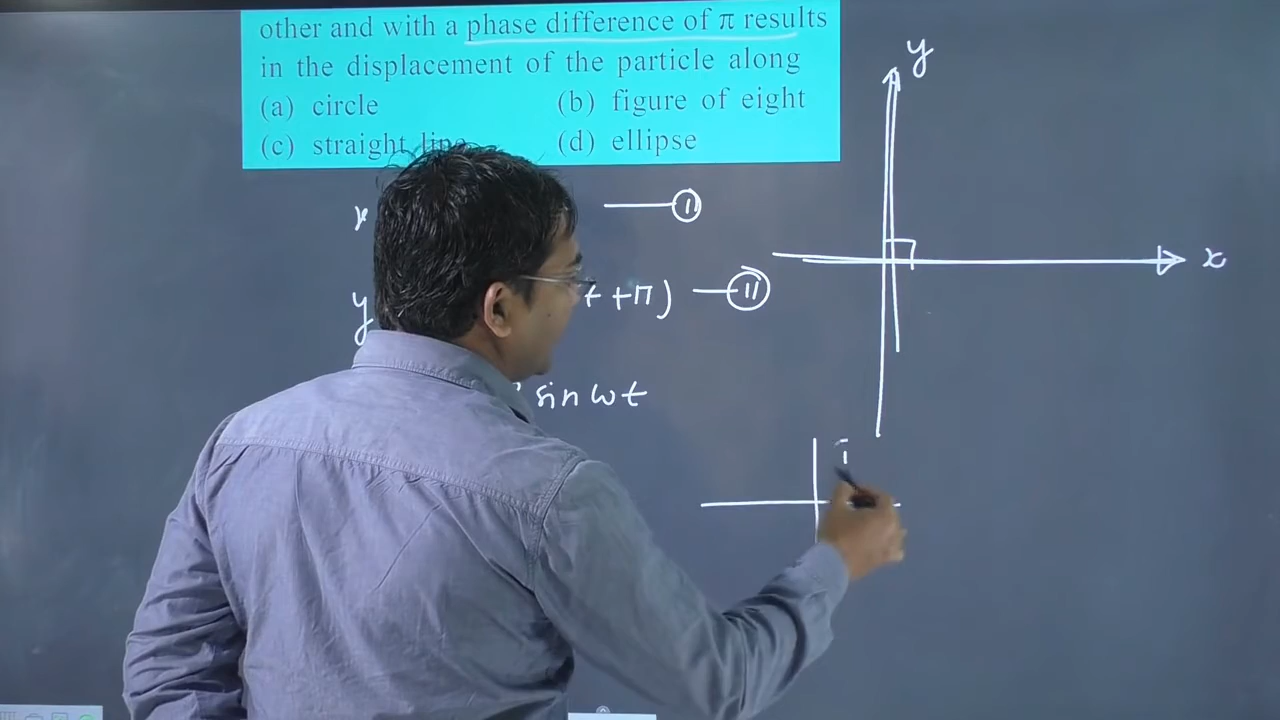 other and with a phase difference of π results
in the displacement of the particle along
(a) circle (b) figure of eight
(c) straight line (d) ellipse
y
x
x
y t + π) 11
sin ωt